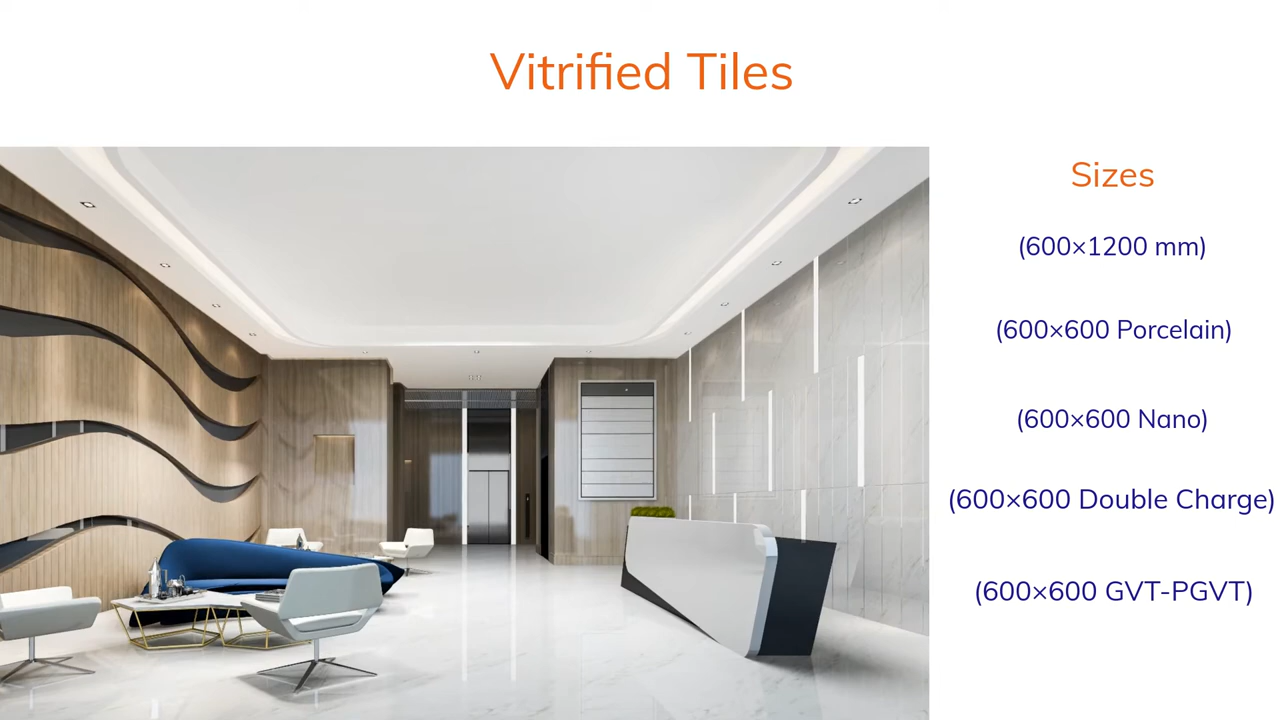 Vitrified Tiles
Sizes
(600×1200 mm)
(600×600 Porcelain)
(600×600 Nano)
(600×600 Double Charge)
(600×600 GVT-PGVT)